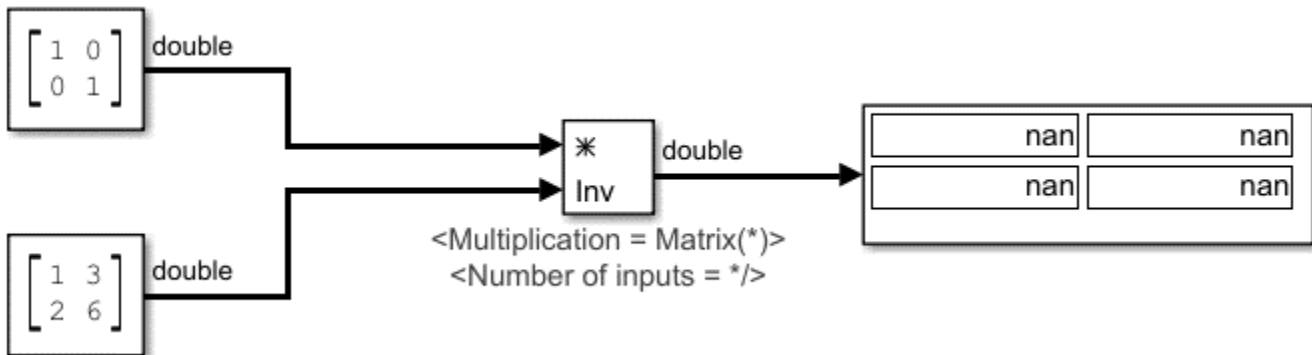 1 0
0 1
double
*
Inv
double
nan nan
nan nan
<Multiplication = Matrix(*)>
<Number of inputs = */>
1 3
2 6
double